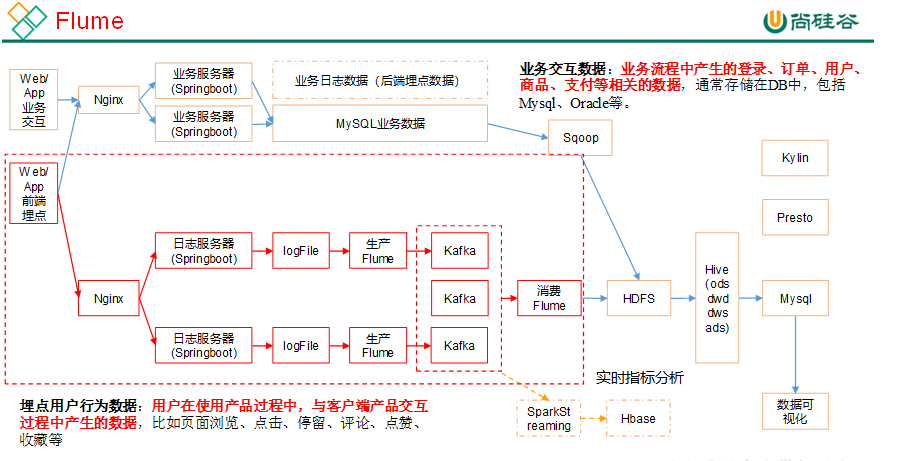 Flume
尚硅谷
Web/
App
业务
交互
Nginx
业务服务器
(Springboot)
业务服务器
(Springboot)
业务日志数据（后端埋点数据）
MySQL业务数据
Sqoop
业务交互数据：业务流程中产生的登录、订单、用户、
商品、支付等相关的数据，通常存储在DB中，包括
Mysql、Oracle等。
Web/
App
前端
埋点
Nginx
日志服务器
(Springboot)
logFile
生产
Flume
Kafka
Kafka
日志服务器
(Springboot)
logFile
生产
Flume
Kafka
消费
Flume
HDFS
Hive
(ods
dwd
dws
ads)
Kylin
Presto
Mysql
数据可
视化
实时指标分析
SparkSt
reaming
Hbase
埋点用户行为数据：用户在使用产品过程中，与客户端产品交互
过程中产生的数据，比如页面浏览、点击、停留、评论、点赞、
收藏等